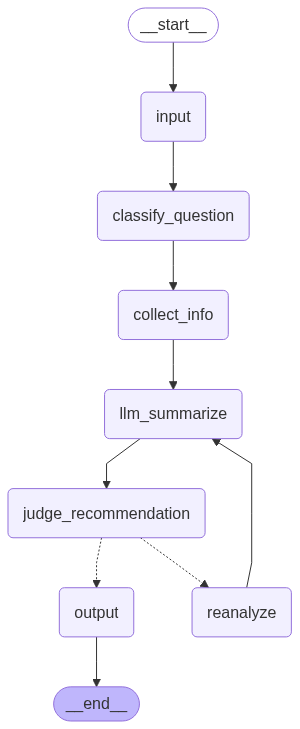 __start__
input
classify_question
collect_info
llm_summarize
judge_recommendation
output
reanalyze
__end__